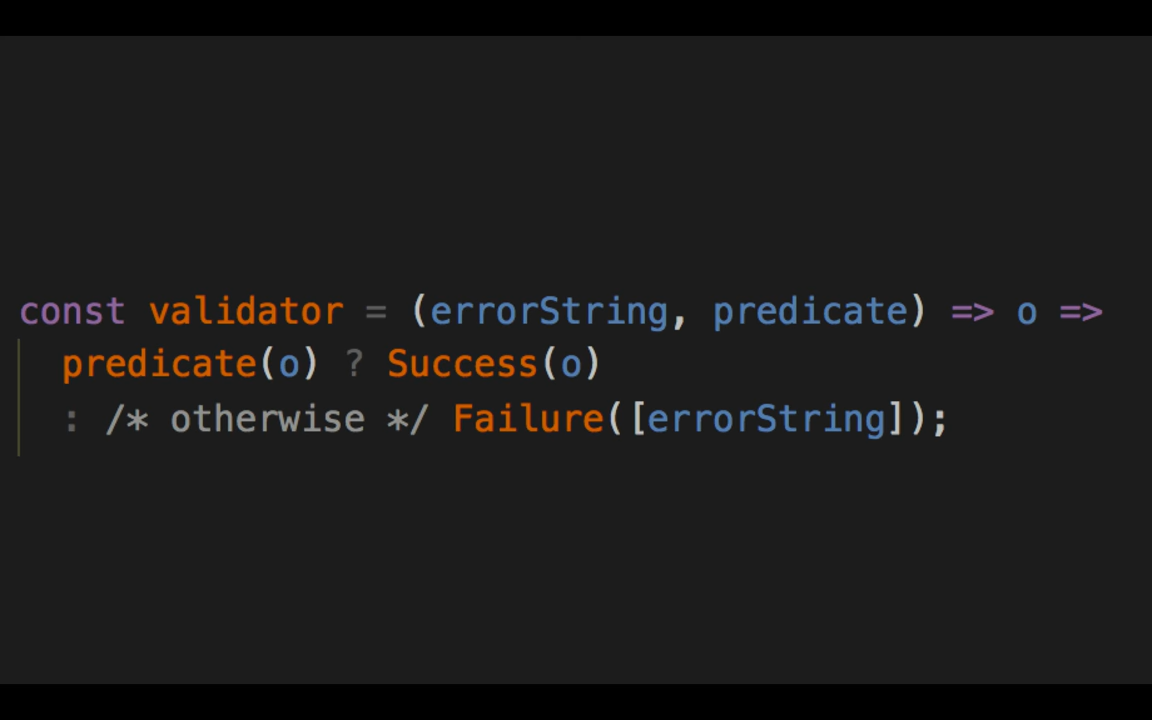 const validator = (errorString, predicate) => o =>
predicate(o) ? Success(o)
: /* otherwise */ Failure([errorString]);